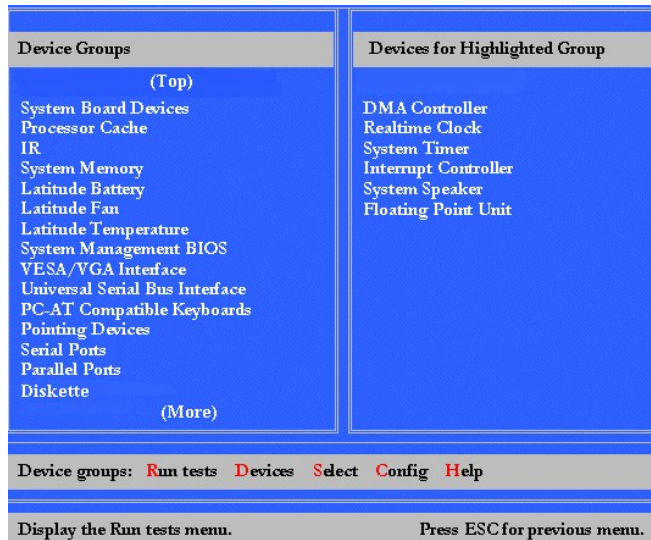 Device Groups
(Top)
System Board Devices
Processor Cache
IR
System Memory
Latitude Battery
Latitude Fan
Latitude Temperature
System Management BIOS
VESA/VGA Interface
Universal Serial Bus Interface
PC-AT Compatible Keyboards
Pointing Devices
Serial Ports
Parallel Ports
Diskette
(More)
Devices for Highlighted Group
DMA Controller
Realtime Clock
System Timer
Interrupt Controller
System Speaker
Floating Point Unit
Device groups: Run tests Devices Select Config Help
Display the Run tests menu. Press ESC for previous menu.